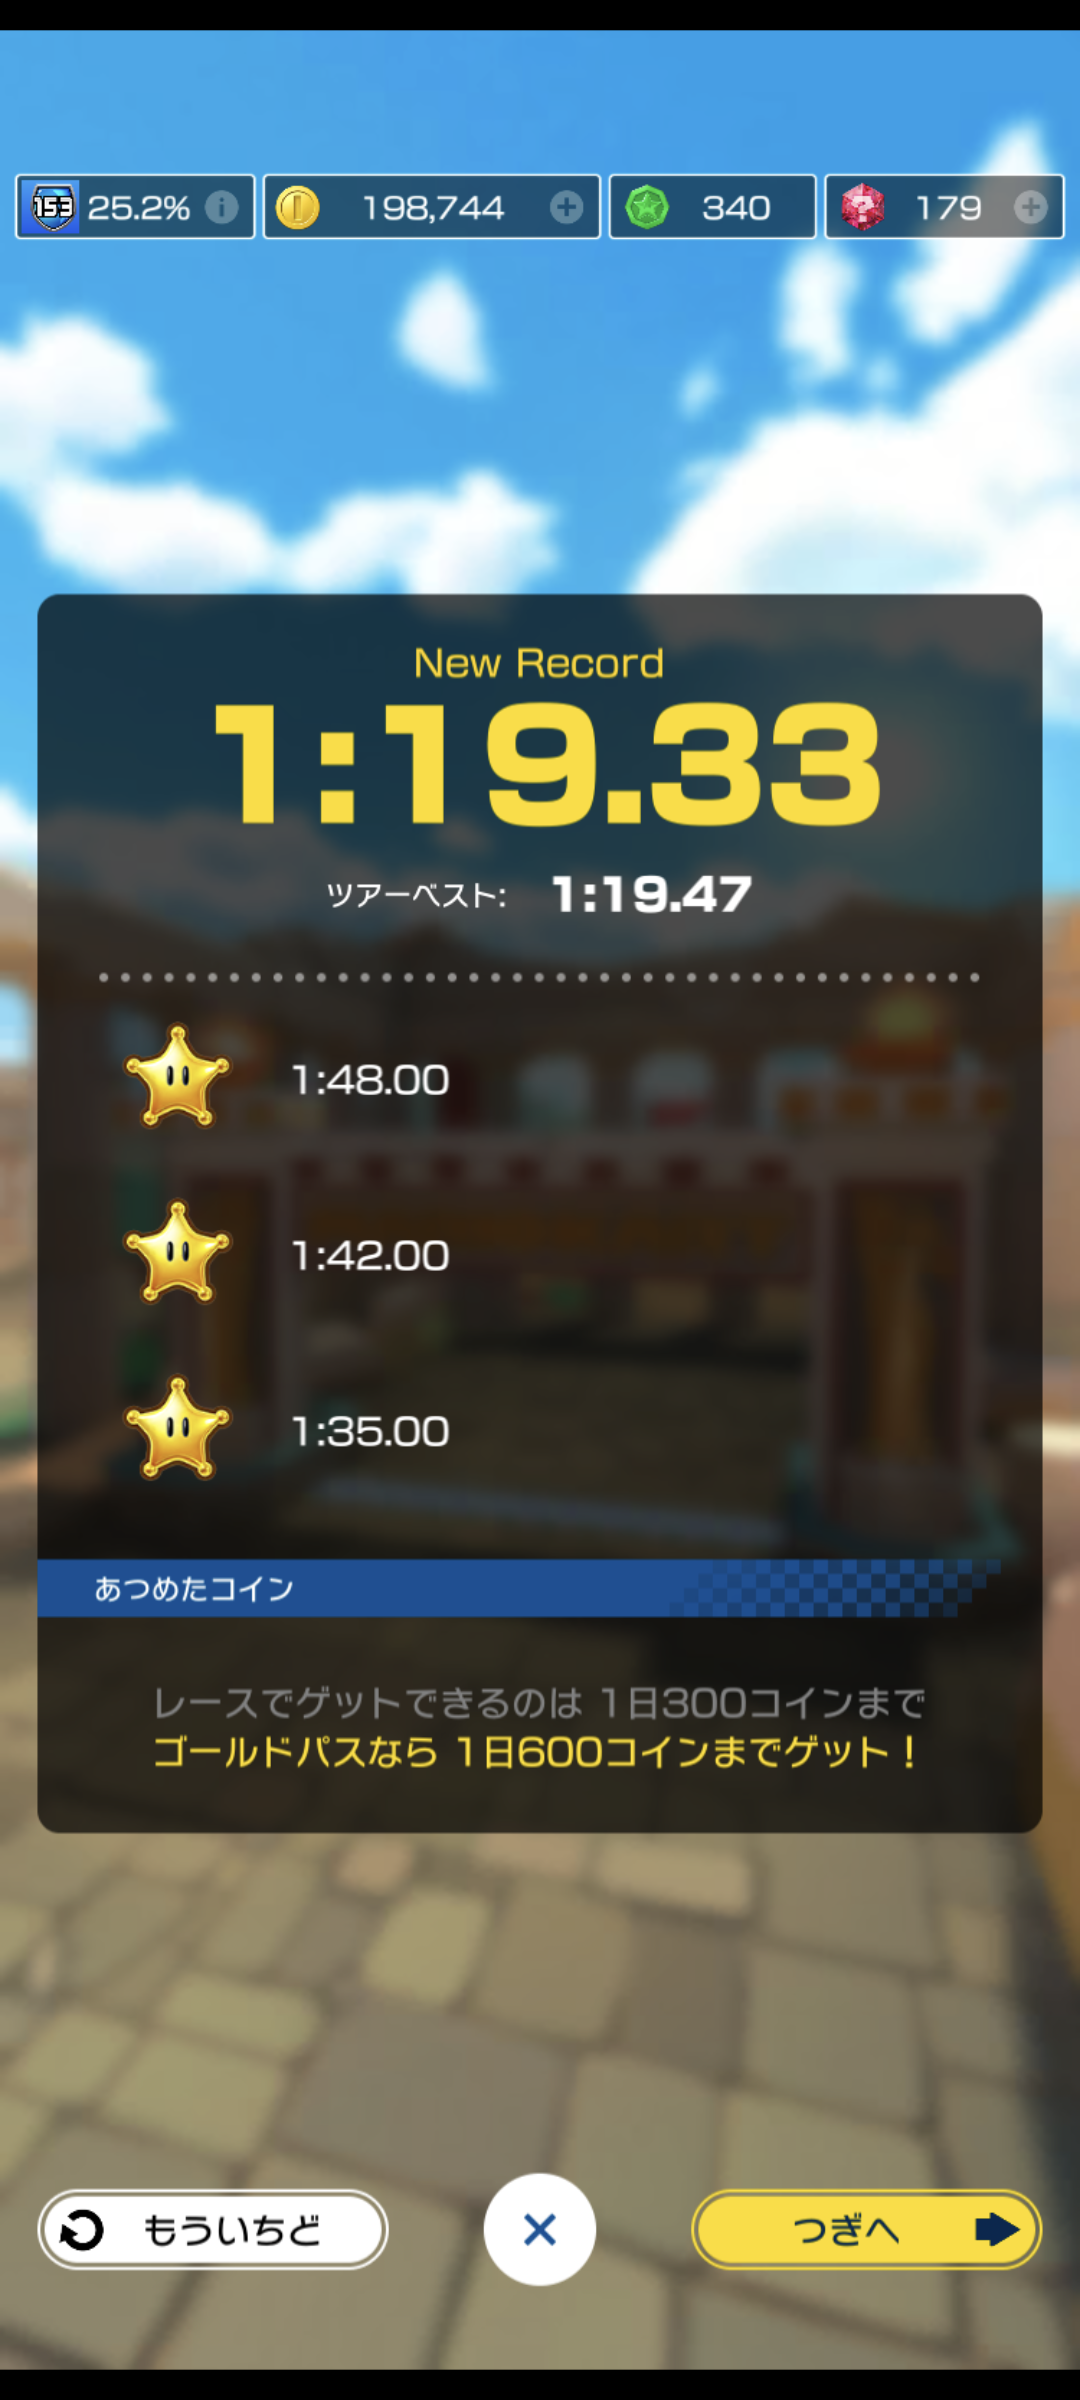 153 25.2% i 198,744 + 340 ? 179 +
New Record
1:19.33
ツアーベスト: 1:19.47
1:48.00
1:42.00
1:35.00
あつめたコイン
レースでゲットできるのは 1日300コインまで
ゴールドパスなら 1日600コインまでゲット！
もういちど × つぎへ